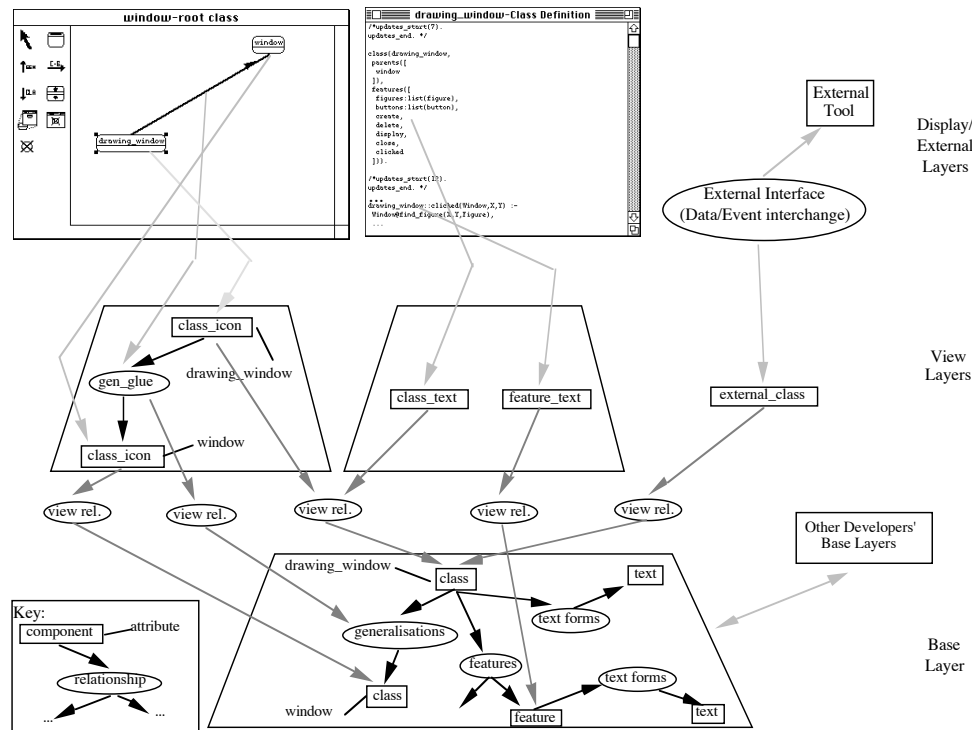 window-root class
window
drawing_window
drawing_window-Class Definition
/*updates_start(7).
updates_end. */
class(drawing_window,
parents([
window
]),
features([
figures:list(figure),
buttons:list(button),
create,
delete,
display,
close,
clicked
])).
/*updates_start(12).
updates_end. */
...
drawing_window::clicked(Window,X,Y) :-
Window@find_figure(X,Y,Figure),
...
External
Tool
External Interface
(Data/Event interchange)
Display/
External
Layers
class_icon
drawing_window
gen_glue
class_icon
window
class_text
feature_text
external_class
View
Layers
view rel.
view rel.
view rel.
view rel.
view rel.
Other Developers'
Base Layers
drawing_window
class
text
text forms
generalisations
features
text forms
class
window
feature
text
Base
Layer
Key:
component
attribute
relationship
...
...